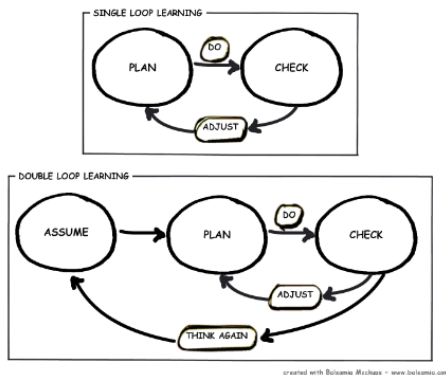 SINGLE LOOP LEARNING
DO
PLAN
CHECK
ADJUST
DOUBLE LOOP LEARNING
DO
ASSUME
PLAN
CHECK
ADJUST
THINK AGAIN
created with Balsamiq Mockups - www.balsamiq.com